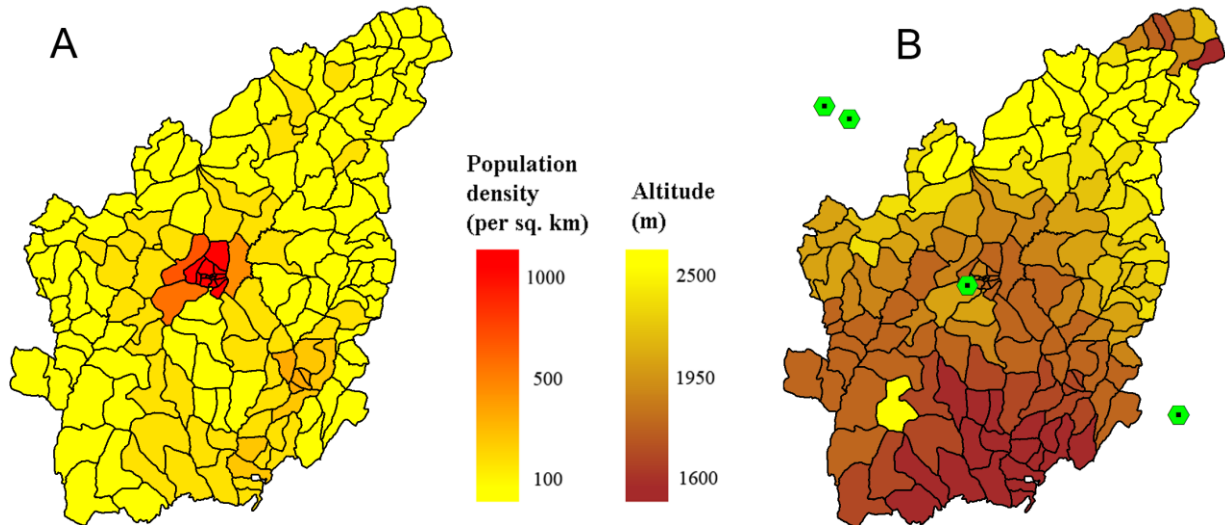 A
B
Population
density
(per sq. km)
1000
500
100
Altitude
(m)
2500
1950
1600